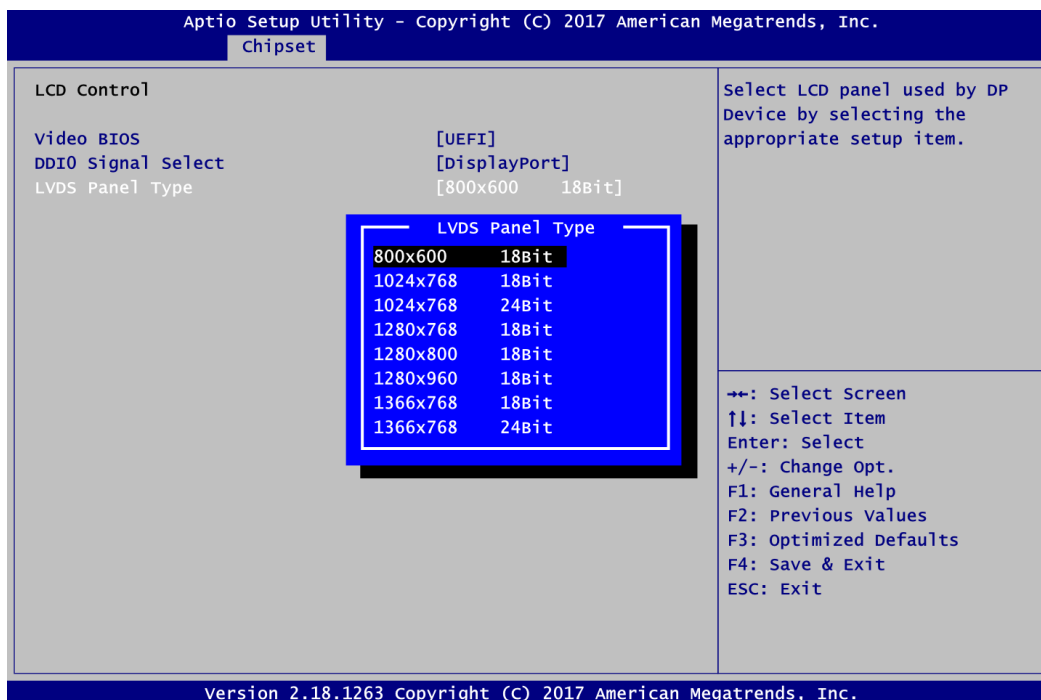 Aptio Setup Utility - Copyright (C) 2017 American Megatrends, Inc.
Chipset
LCD Control
Video BIOS [UEFI]
DDI0 Signal Select [DisplayPort]
LVDS Panel Type [800x600 18Bit]
LVDS Panel Type
800x600 18Bit
1024x768 18Bit
1024x768 24Bit
1280x768 18Bit
1280x800 18Bit
1280x960 18Bit
1366x768 18Bit
1366x768 24Bit
Select LCD panel used by DP
Device by selecting the
appropriate setup item.
→←: Select Screen
↑↓: Select Item
Enter: Select
+/-: Change Opt.
F1: General Help
F2: Previous Values
F3: Optimized Defaults
F4: Save & Exit
ESC: Exit
Version 2.18.1263 Copyright (C) 2017 American Megatrends, Inc.